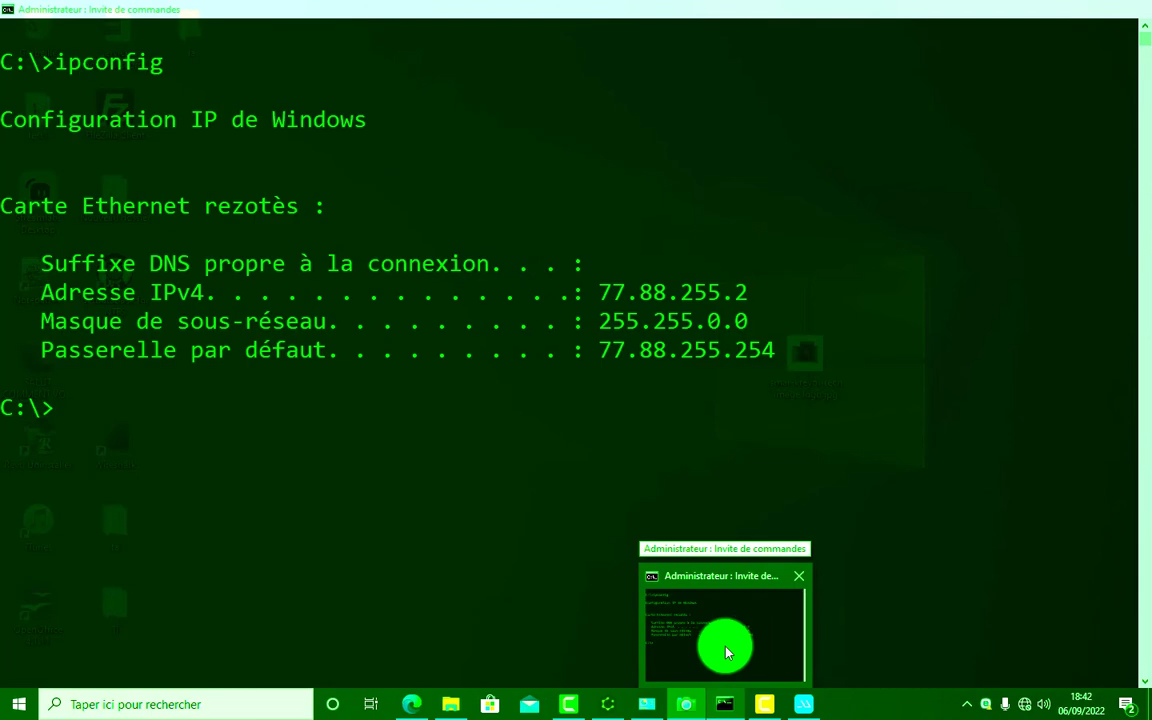 Administrateur : Invite de commandes
C:\>ipconfig
Configuration IP de Windows
Carte Ethernet rezotès :
Suffixe DNS propre à la connexion. . . :
Adresse IPv4. . . . . . . . . . . . . .: 77.88.255.2
Masque de sous-réseau. . . . . . . . . : 255.255.0.0
Passerelle par défaut. . . . . . . . . : 77.88.255.254
C:\>
Administrateur : Invite de commandes
Administrateur : Invite de...
Taper ici pour rechercher
18:42
06/09/2022
2